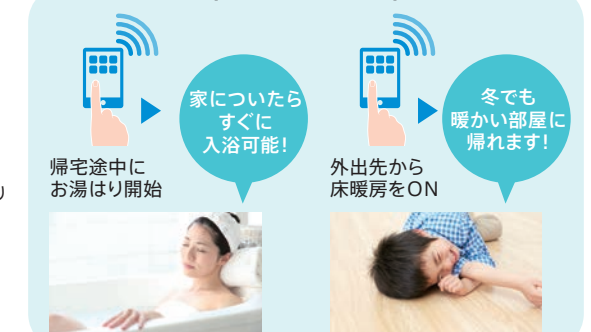 家についたら
すぐに
入浴可能!
帰宅途中に
お湯はり開始
冬でも
暖かい部屋に
帰れます!
外出先から
床暖房をON
り